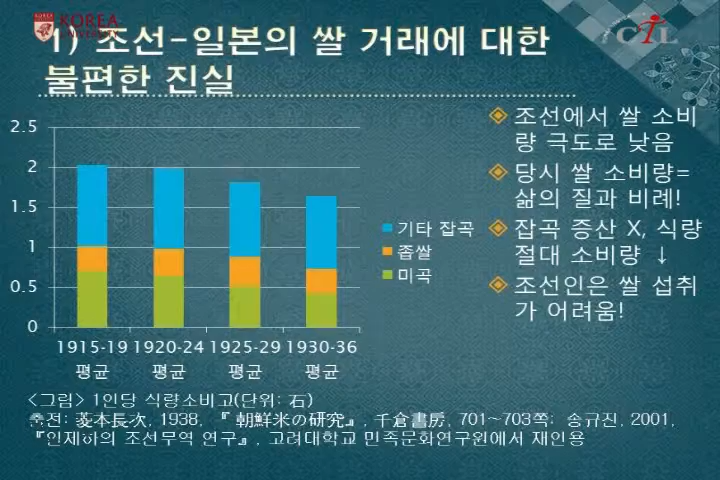 KOREA
UNIVERSITY
CTL
1) 조선-일본의 쌀 거래에 대한
불편한 진실
2.5
2
1.5
1
0.5
0
1915-19 1920-24 1925-29 1930-36
평균 평균 평균 평균
기타 잡곡
좁쌀
미곡
조선에서 쌀 소비
량 극도로 낮음
당시 쌀 소비량=
삶의 질과 비례!
잡곡 증산 X, 식량
절대 소비량 ↓
조선인은 쌀 섭취
가 어려움!
<그림> 1인당 식량소비고(단위: 石)
출전: 菱本長次, 1938, 『朝鮮米の研究』, 千倉書房, 701~703쪽; 송규진, 2001,
『일제하의 조선무역 연구』, 고려대학교 민족문화연구원에서 재인용